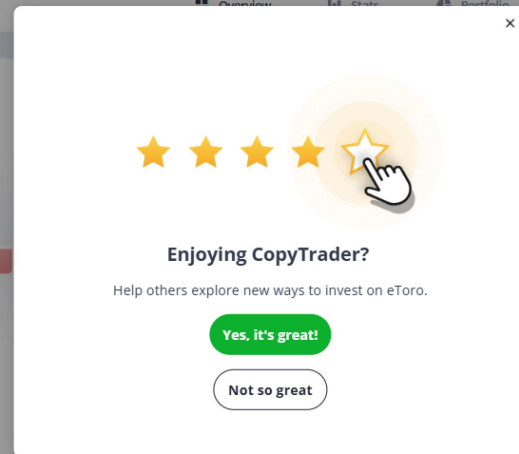 Overview Stats Portfolio
×
Enjoying CopyTrader?
Help others explore new ways to invest on eToro.
Yes, it's great!
Not so great